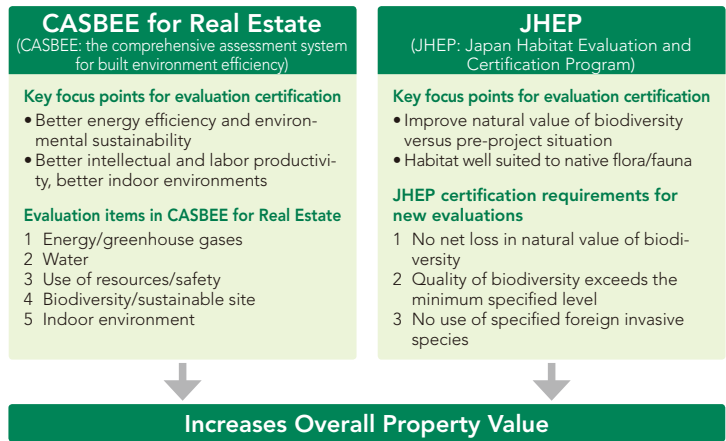 CASBEE for Real Estate
(CASBEE: the comprehensive assessment system
for built environment efficiency)
Key focus points for evaluation certification
• Better energy efficiency and environ-
mental sustainability
• Better intellectual and labor productivi-
ty, better indoor environments
Evaluation items in CASBEE for Real Estate
1 Energy/greenhouse gases
2 Water
3 Use of resources/safety
4 Biodiversity/sustainable site
5 Indoor environment
JHEP
(JHEP: Japan Habitat Evaluation and
Certification Program)
Key focus points for evaluation certification
• Improve natural value of biodiversity
versus pre-project situation
• Habitat well suited to native flora/fauna
JHEP certification requirements for
new evaluations
1 No net loss in natural value of biodi-
versity
2 Quality of biodiversity exceeds the
minimum specified level
3 No use of specified foreign invasive
species
Increases Overall Property Value